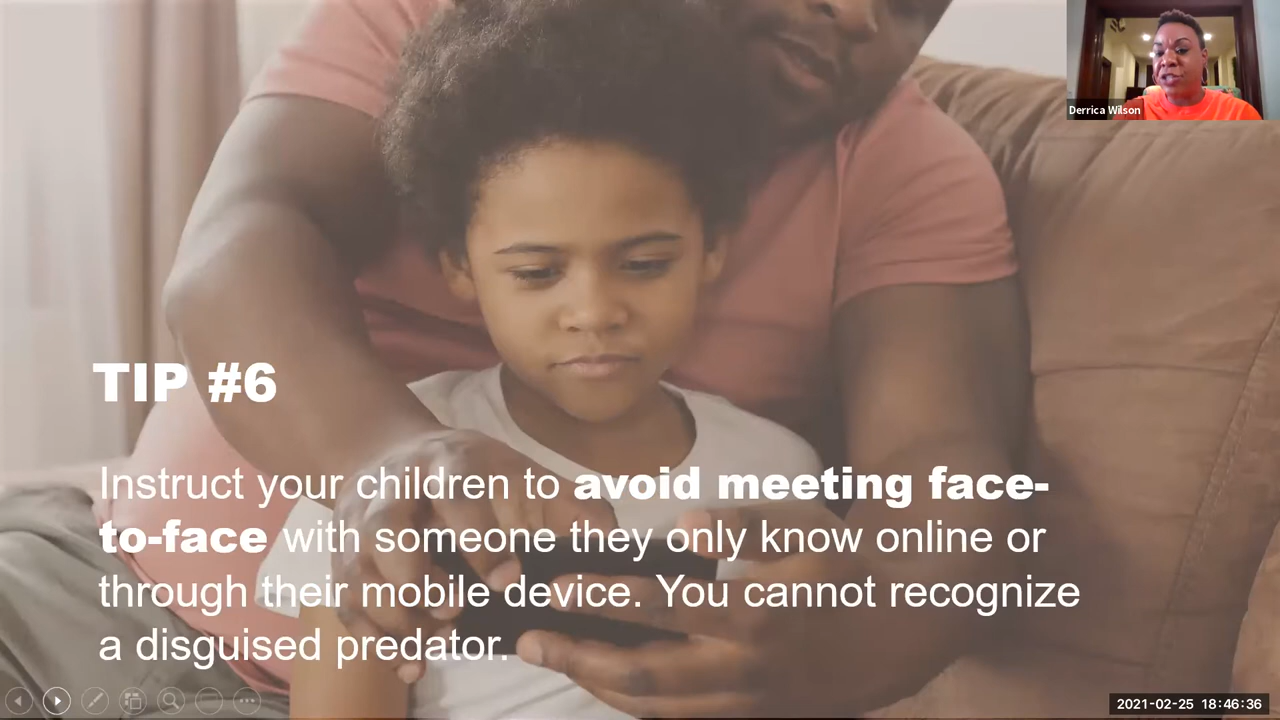 Derrica Wilson
TIP #6
Instruct your children to avoid meeting face-
to-face with someone they only know online or
through their mobile device. You cannot recognize
a disguised predator.
2021-02-25 18:46:36